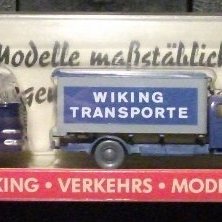 Modelle maßstäblich
WIKING
TRANSPORTE
KING • VERKEHRS • MOD